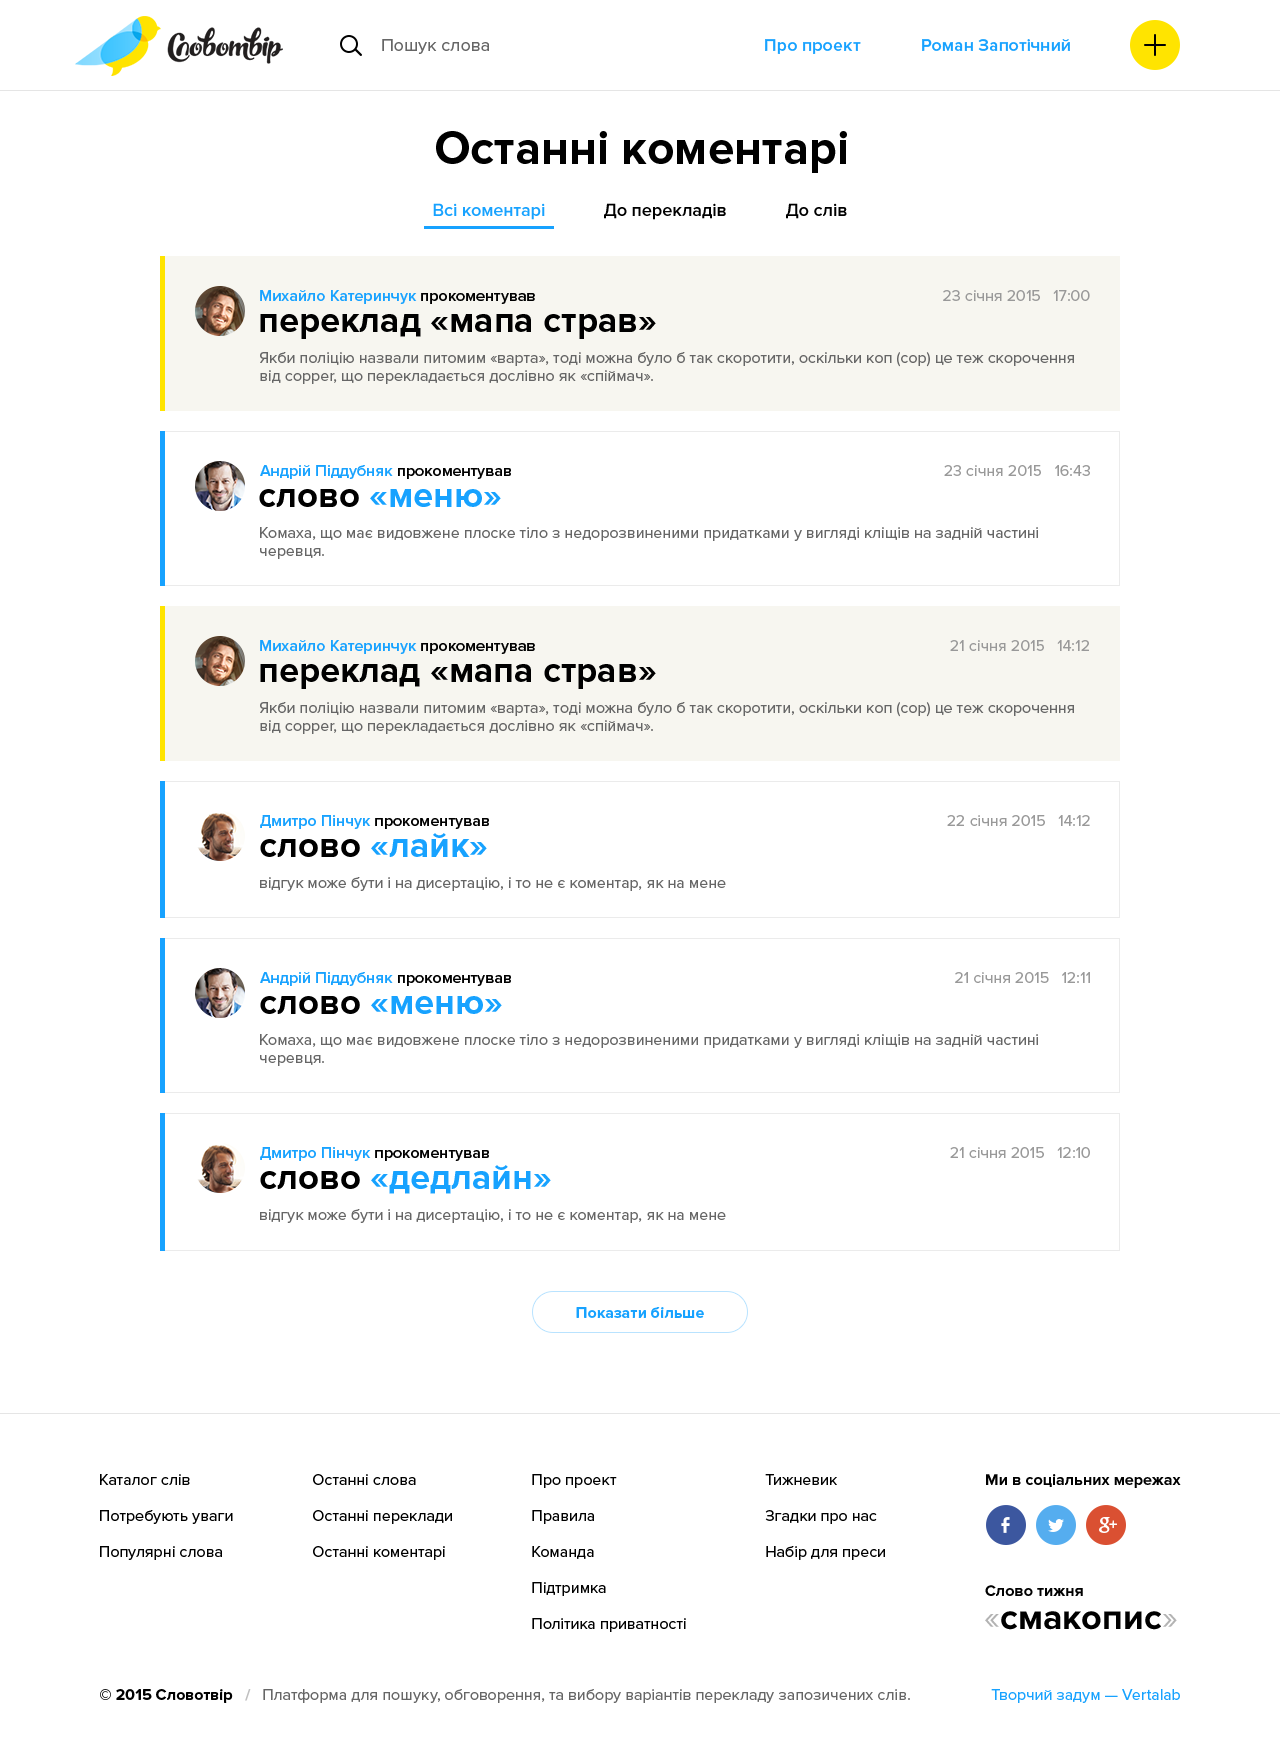 Словотвір
Пошук слова
Про проект
Роман Запотічний
Останні коментарі
Всі коментарі
До перекладів
До слів
Михайло Катеринчук прокоментував
23 січня 2015 17:00
переклад «мапа страв»
Якби поліцію назвали питомим «варта», тоді можна було б так скоротити, оскільки коп (cop) це теж скорочення
від copper, що перекладається дослівно як «спіймач».
Андрій Піддубняк прокоментував
23 січня 2015 16:43
слово «меню»
Комаха, що має видовжене плоске тіло з недорозвиненими придатками у вигляді кліщів на задній частині
черевця.
Михайло Катеринчук прокоментував
21 січня 2015 14:12
переклад «мапа страв»
Якби поліцію назвали питомим «варта», тоді можна було б так скоротити, оскільки коп (cop) це теж скорочення
від copper, що перекладається дослівно як «спіймач».
Дмитро Пінчук прокоментував
22 січня 2015 14:12
слово «лайк»
відгук може бути і на дисертацію, і то не є коментар, як на мене
Андрій Піддубняк прокоментував
21 січня 2015 12:11
слово «меню»
Комаха, що має видовжене плоске тіло з недорозвиненими придатками у вигляді кліщів на задній частині
черевця.
Дмитро Пінчук прокоментував
21 січня 2015 12:10
слово «дедлайн»
відгук може бути і на дисертацію, і то не є коментар, як на мене
Показати більше
Каталог слів
Потребують уваги
Популярні слова
Останні слова
Останні переклади
Останні коментарі
Про проект
Правила
Команда
Підтримка
Політика приватності
Тижневик
Згадки про нас
Набір для преси
Ми в соціальних мережах
Слово тижня
«смакопис»
© 2015 Словотвір / Платформа для пошуку, обговорення, та вибору варіантів перекладу запозичених слів.
Творчий задум — Vertalab